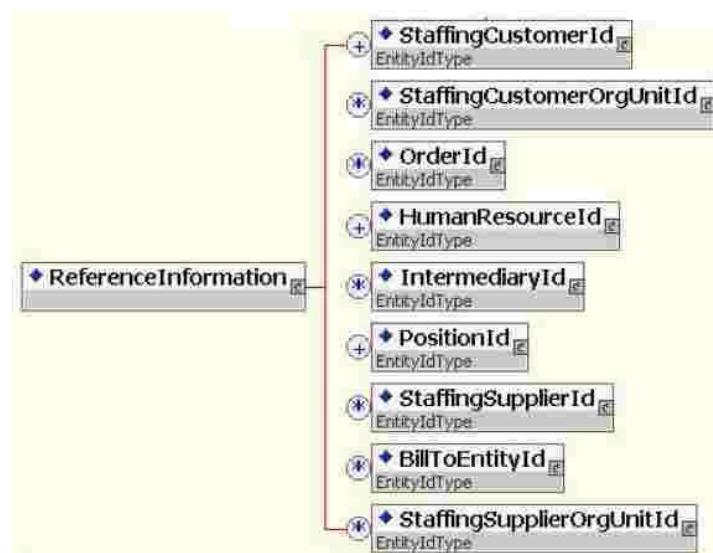 StaffingCustomerId
EntityIdType
StaffingCustomerOrgUnitId
EntityIdType
OrderId
EntityIdType
HumanResourceId
EntityIdType
ReferenceInformation
IntermediaryId
EntityIdType
PositionId
EntityIdType
StaffingSupplierId
EntityIdType
BillToEntityId
EntityIdType
StaffingSupplierOrgUnitId
EntityIdType